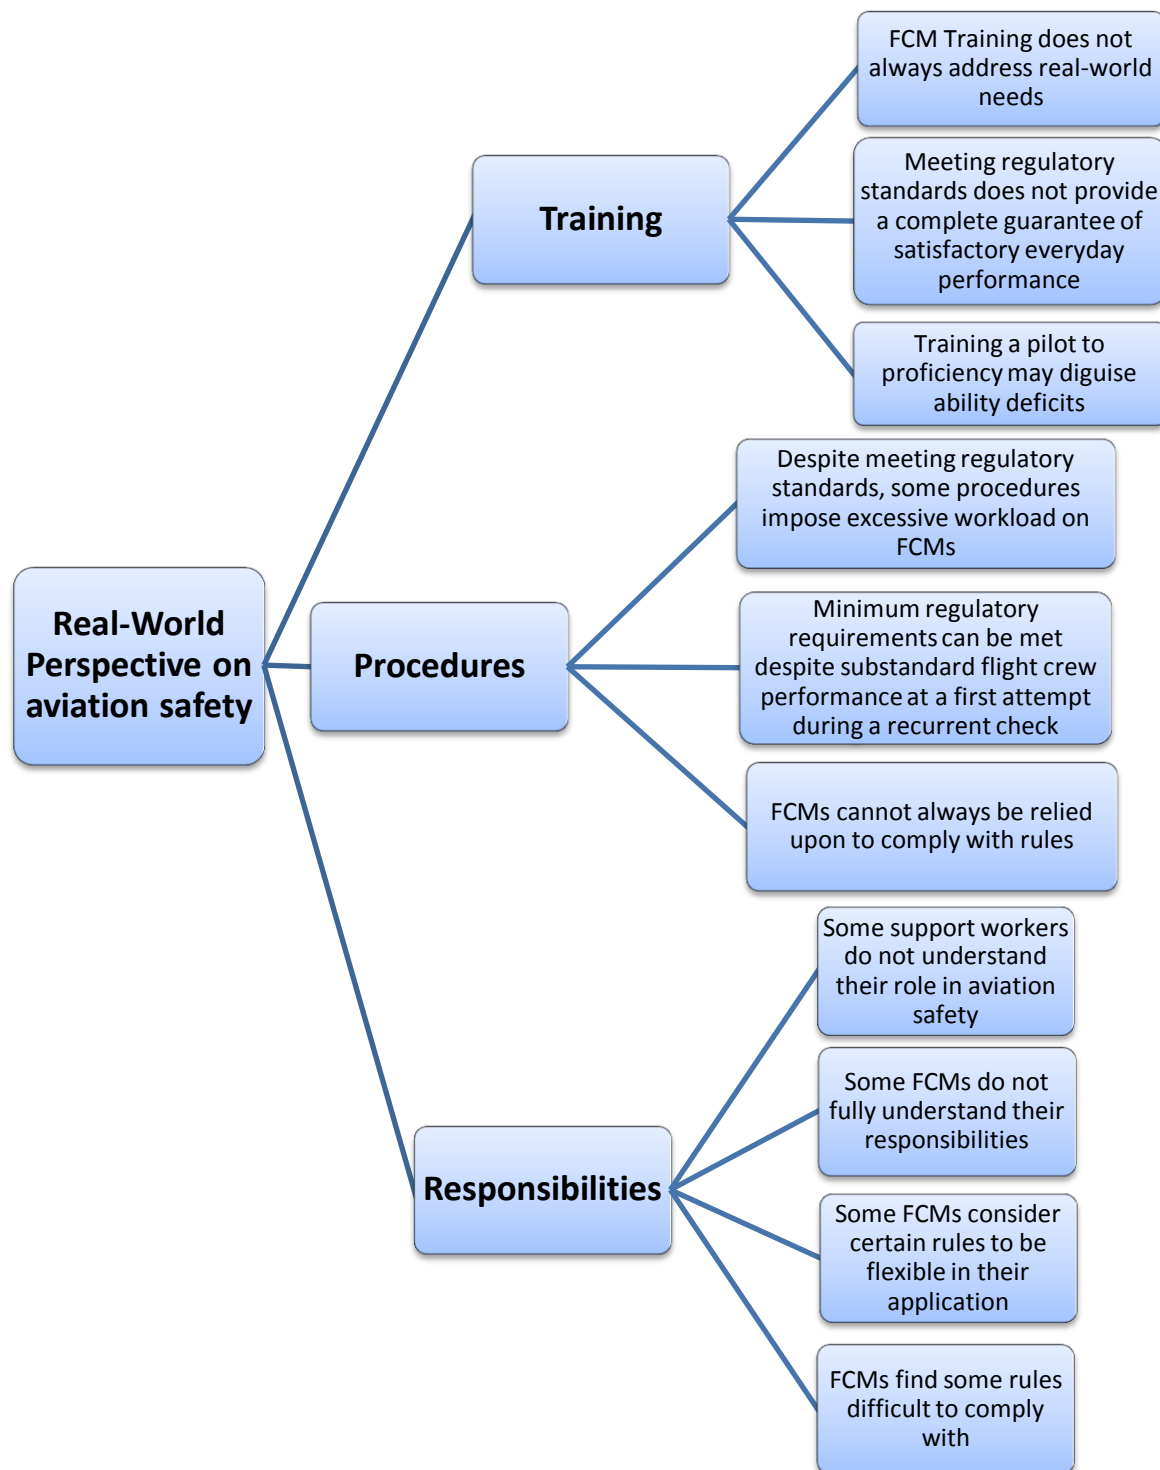 Real-World
Perspective on
aviation safety
Training
FCM Training does not
always address real-world
needs
Meeting regulatory
standards does not provide
a complete guarantee of
satisfactory everyday
performance
Training a pilot to
proficiency may diguise
ability deficits
Procedures
Despite meeting regulatory
standards, some procedures
impose excessive workload on
FCMs
Minimum regulatory
requirements can be met
despite substandard flight crew
performance at a first attempt
during a recurrent check
FCMs cannot always be relied
upon to comply with rules
Responsibilities
Some support workers
do not understand
their role in aviation
safety
Some FCMs do not
fully understand their
responsibilities
Some FCMs consider
certain rules to be
flexible in their
application
FCMs find some rules
difficult to comply
with